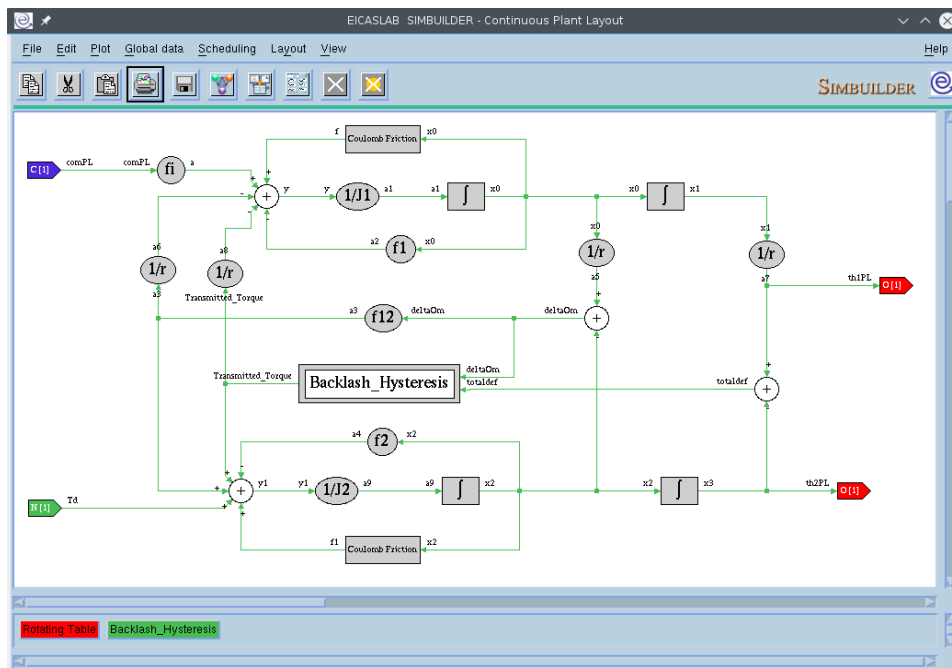 EICASLAB SIMBUILDER - Continuous Plant Layout
File Edit Plot Global data Scheduling Layout View Help
SIMBUILDER
f Coulomb Friction x0
C[1] comPL comPL fi a
+ + - - + y y 1/J1 a1 a1 ∫ x0 x0 ∫ x1
a2 f1 x0
x0 x1
a6 a8
1/r 1/r 1/r 1/r
a3 a5 a7
Transmitted_Torque
th1PL O[1]
a3 f12 deltaOm deltaOm + + -
Transmitted_Torque Backlash_Hysteresis deltaOm
totaldef totaldef + + -
a4 f2 x2
+ + + - + + y1 y1 1/J2 a9 a9 ∫ x2 x2 ∫ x3 th2PL O[1]
N[1] Td
f1 Coulomb Friction x2
Rotating Table Backlash_Hysteresis